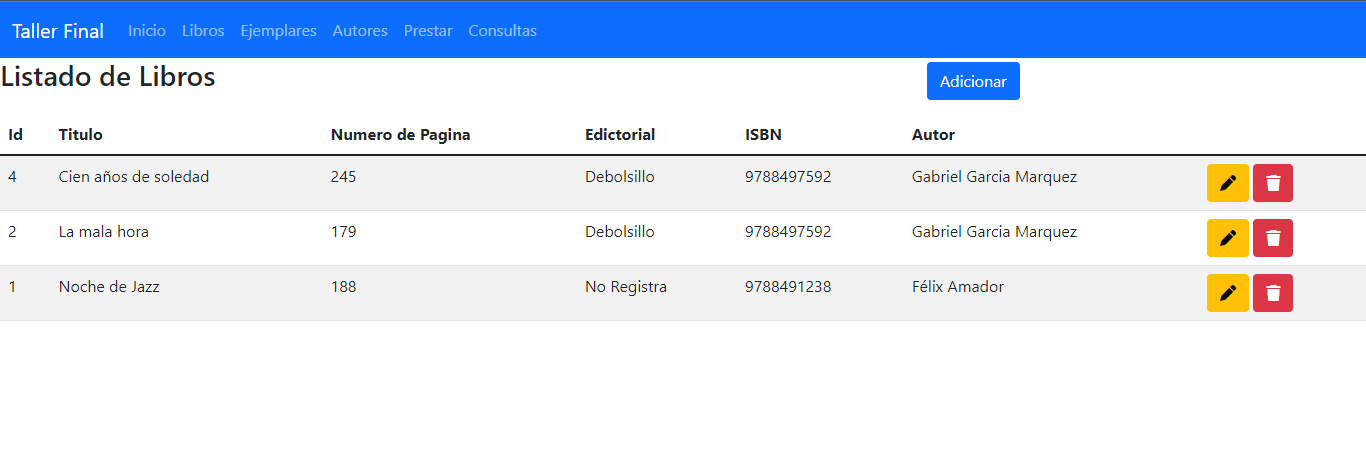 Taller Final Inicio Libros Ejemplares Autores Prestar Consultas
Listado de Libros Adicionar
Id Titulo Numero de Pagina Edictorial ISBN Autor
4 Cien años de soledad 245 Debolsillo 9788497592 Gabriel Garcia Marquez
2 La mala hora 179 Debolsillo 9788497592 Gabriel Garcia Marquez
1 Noche de Jazz 188 No Registra 9788491238 Félix Amador